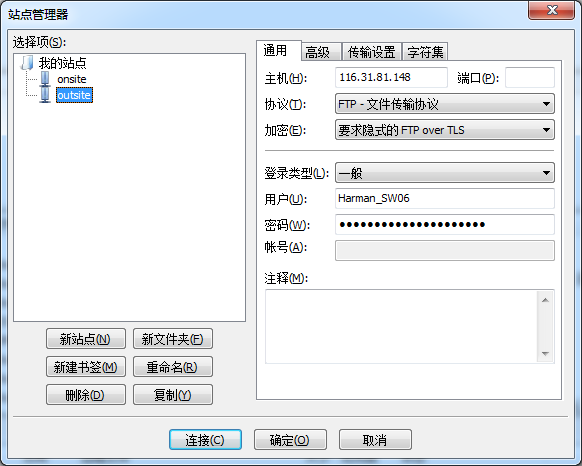 站点管理器
选择项(S):
我的站点
onsite
outsite
新站点(N) 新文件夹(F)
新建书签(M) 重命名(R)
删除(D) 复制(Y)
通用 高级 传输设置 字符集
主机(H): 116.31.81.148 端口(P):
协议(T): FTP - 文件传输协议
加密(E): 要求隐式的 FTP over TLS
登录类型(L): 一般
用户(U): Harman_SW06
密码(W): ●●●●●●●●●●●●●●●●●●●●●
帐号(A):
注释(M):
连接(C) 确定(O) 取消